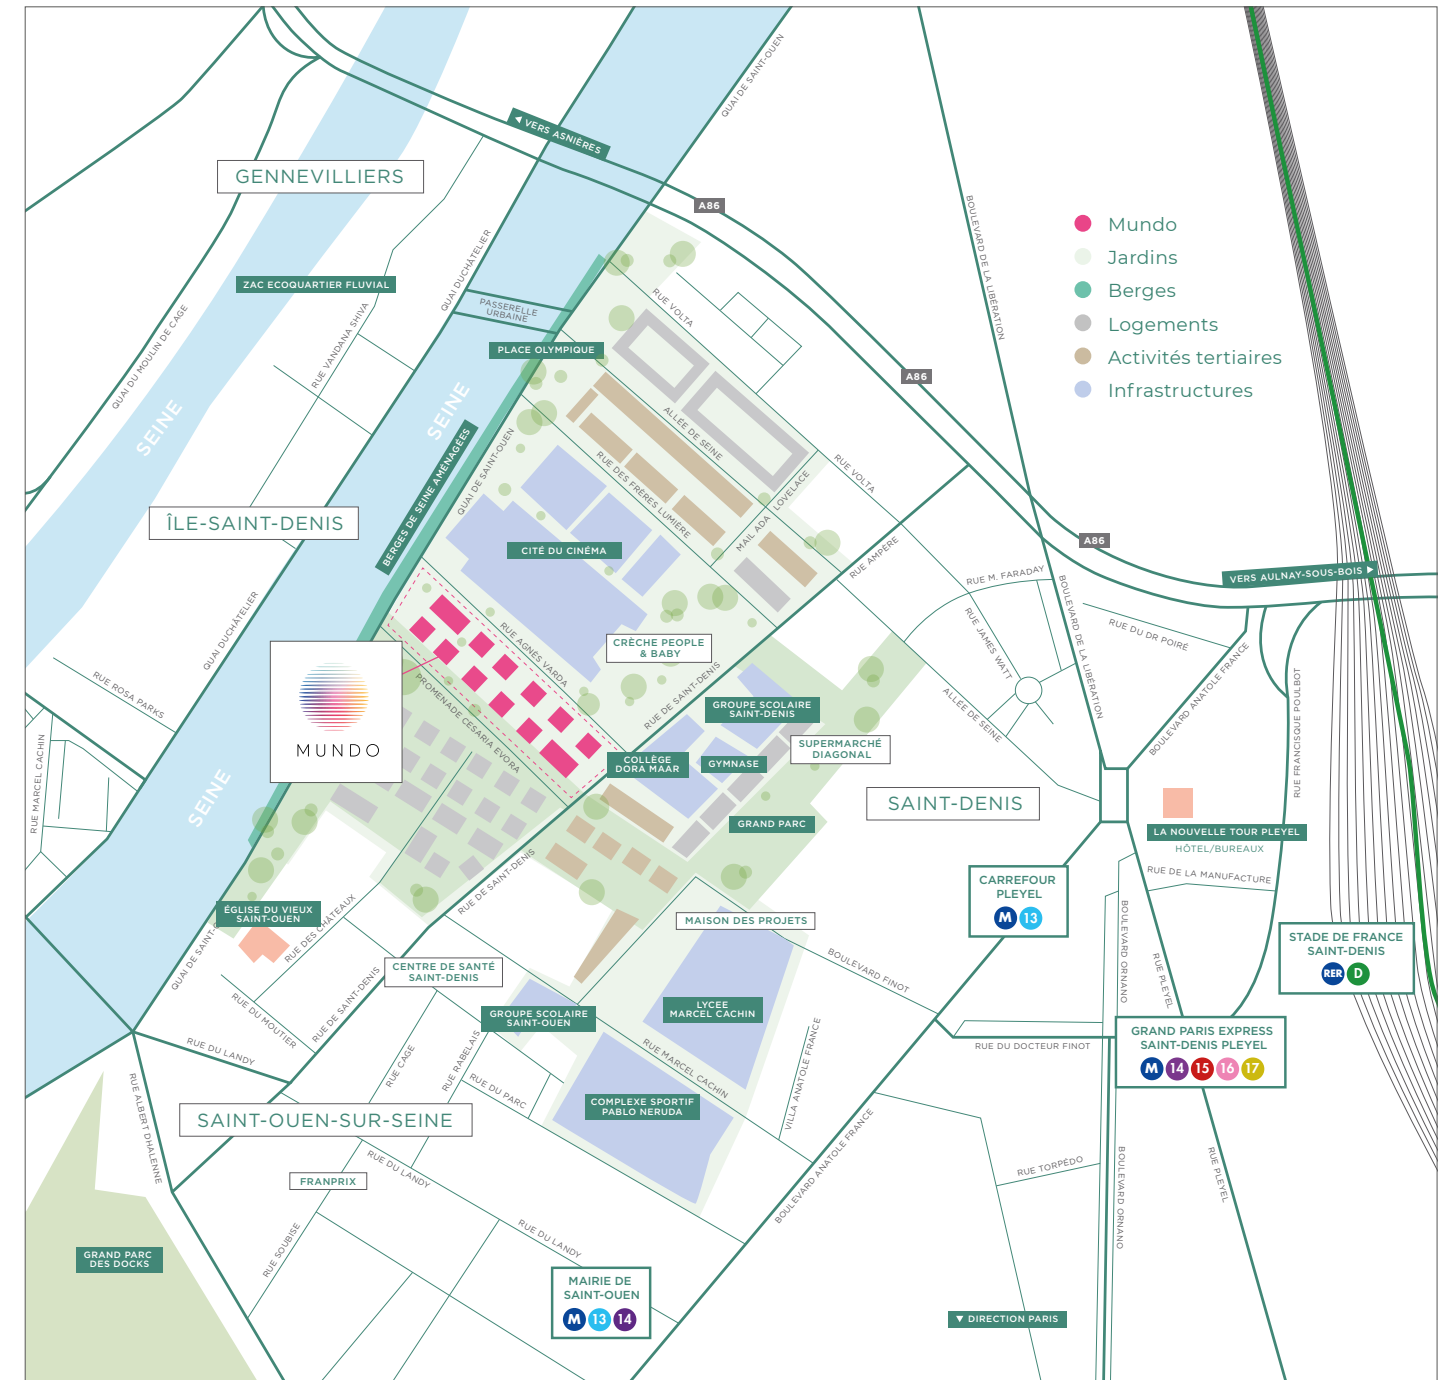 QUAI DE SAINT-OUEN
◄ VERS ASNIÈRES
GENNEVILLIERS
A86
BOULEVARD DE LA LIBÉRATION
Mundo
Jardins
Berges
Logements
Activités tertiaires
Infrastructures
QUAI DUCHÂTELIER
ZAC ECOQUARTIER FLUVIAL
PASSERELLE
URBAINE
RUE VOLTA
QUAI DU MOULIN DE CAGE
RUE VANDANA SHIVA
PLACE OLYMPIQUE
A86
SEINE
SEINE
ALLÉE DE SEINE
QUAI DE SAINT-OUEN
BERGES DE SEINE AMÉNAGÉES
RUE DES FRÈRES LUMIÈRE
MAIL ADA LOVELACE
RUE VOLTA
ÎLE-SAINT-DENIS
CITÉ DU CINÉMA
RUE AMPÈRE
A86
VERS AULNAY-SOUS-BOIS ►
RUE M. FARADAY
BOULEVARD DE LA LIBÉRATION
RUE JAMES WATT
RUE DU DR POIRÉ
QUAI DUCHÂTELIER
RUE AGNÈS VARDA
CRÈCHE PEOPLE
& BABY
PROMENADE CESARIA EVORA
RUE DE SAINT-DENIS
BOULEVARD ANATOLE FRANCE
RUE FRANCISQUE POULBOT
RUE ROSA PARKS
MUNDO
GROUPE SCOLAIRE
SAINT-DENIS
ALLÉE DE SEINE
SUPERMARCHÉ
DIAGONAL
COLLÈGE
DORA MAAR
GYMNASE
RUE MARCEL CACHIN
SEINE
SAINT-DENIS
GRAND PARC
LA NOUVELLE TOUR PLEYEL
HÔTEL/BUREAUX
RUE DE SAINT-DENIS
RUE DE LA MANUFACTURE
CARREFOUR
PLEYEL
M 13
ÉGLISE DU VIEUX
SAINT-OUEN
RUE DES CHÂTEAUX
MAISON DES PROJETS
BOULEVARD ORNANO
STADE DE FRANCE
SAINT-DENIS
RER D
CENTRE DE SANTÉ
SAINT-DENIS
BOULEVARD FINOT
RUE PLEYEL
RUE DU MOUTIER
RUE DE SAINT-DENIS
GROUPE SCOLAIRE
SAINT-OUEN
LYCEE
MARCEL CACHIN
GRAND PARIS EXPRESS
SAINT-DENIS PLEYEL
M 14 15 16 17
RUE DU DOCTEUR FINOT
RUE DU LANDY
RUE CAGE
RUE RABELAIS
RUE MARCEL CACHIN
VILLA ANATOLE FRANCE
RUE DU PARC
COMPLEXE SPORTIF
PABLO NERUDA
RUE ALBERT DHALENNE
SAINT-OUEN-SUR-SEINE
BOULEVARD ANATOLE FRANCE
RUE TORPÉDO
BOULEVARD ORNANO
RUE PLEYEL
RUE DU LANDY
FRANPRIX
RUE SOUBISE
RUE DU LANDY
GRAND PARC
DES DOCKS
MAIRIE DE
SAINT-OUEN
M 13 14
▼ DIRECTION PARIS